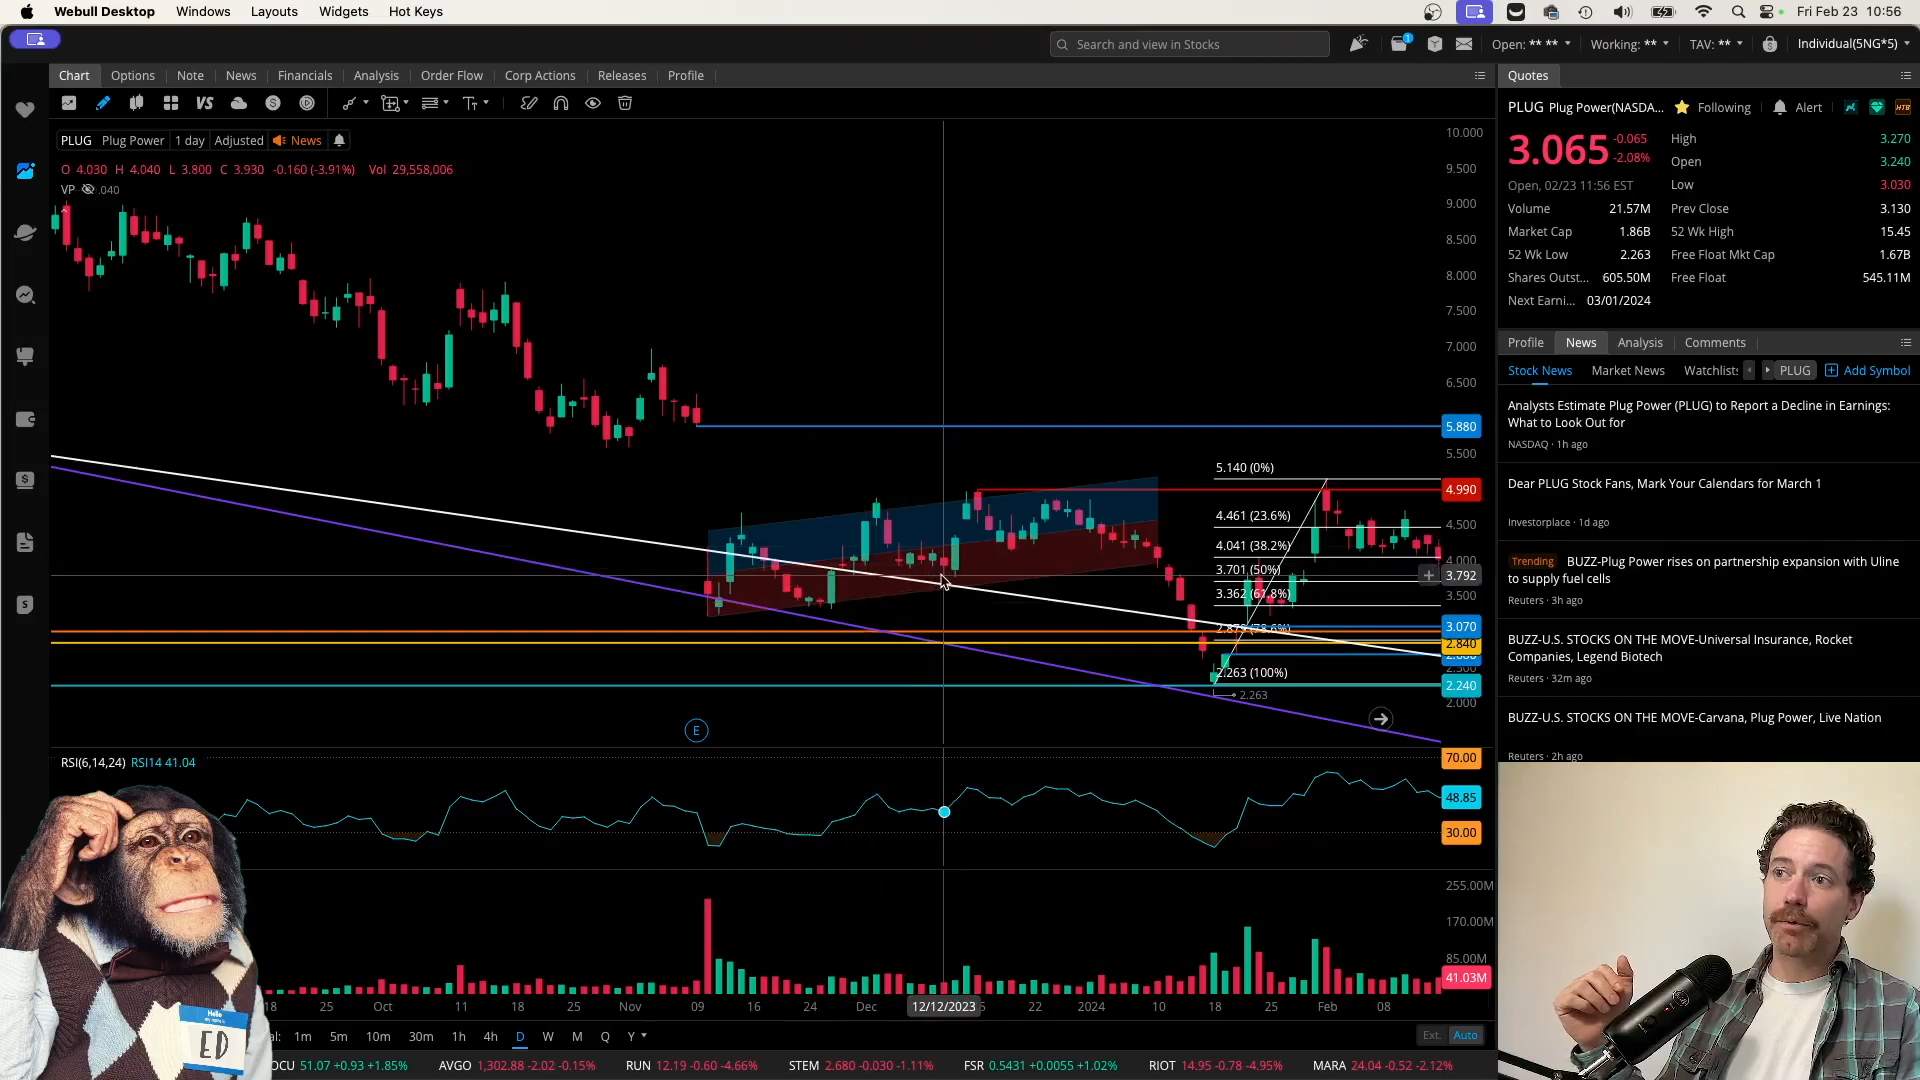 Webull Desktop Windows Layouts Widgets Hot Keys Fri Feb 23 10:56
Search and view in Stocks 1 Open: ** ** Working: ** TAV: ** Individual(5NG*5)
Chart Options Note News Financials Analysis Order Flow Corp Actions Releases Profile
VS
PLUG Plug Power 1 day Adjusted News
O 4.030 H 4.040 L 3.800 C 3.930 -0.160 (-3.91%) Vol 29,558,006
VP .040
10.000
9.500
9.000
8.500
8.000
7.500
7.000
6.500
5.880
5.500
4.990
4.500
4.000
3.792
3.500
3.070
2.840
2.240
2.000
5.140 (0%)
4.461 (23.6%)
4.041 (38.2%)
3.701 (50%)
3.362 (61.8%)
2.263 (100%)
2.263
E
RSI(6,14,24) RSI14 41.04
70.00
48.85
30.00
255.00M
170.00M
85.00M
41.03M
18 25 Oct 11 18 25 Nov 09 16 24 Dec 12/12/2023 22 2024 10 18 25 Feb 08
1m 5m 10m 30m 1h 4h D W M Q Y Ext. Auto
OCU 51.07 +0.93 +1.85% AVGO 1,302.88 -2.02 -0.15% RUN 12.19 -0.60 -4.66% STEM 2.680 -0.030 -1.11% FSR 0.5431 +0.0055 +1.02% RIOT 14.95 -0.78 -4.95% MARA 24.04 -0.52 -2.12%
Hello
ED
Quotes
PLUG Plug Power(NASDA... Following Alert HTB
3.065 -0.065
-2.08%
Open, 02/23 11:56 EST
High 3.270
Open 3.240
Low 3.030
Volume 21.57M Prev Close 3.130
Market Cap 1.86B 52 Wk High 15.45
52 Wk Low 2.263 Free Float Mkt Cap 1.67B
Shares Outst... 605.50M Free Float 545.11M
Next Earni... 03/01/2024
Profile News Analysis Comments
Stock News Market News Watchlist PLUG Add Symbol
Analysts Estimate Plug Power (PLUG) to Report a Decline in Earnings:
What to Look Out for
NASDAQ · 1h ago
Dear PLUG Stock Fans, Mark Your Calendars for March 1
Investorplace · 1d ago
Trending BUZZ-Plug Power rises on partnership expansion with Uline
to supply fuel cells
Reuters · 3h ago
BUZZ-U.S. STOCKS ON THE MOVE-Universal Insurance, Rocket
Companies, Legend Biotech
Reuters · 32m ago
BUZZ-U.S. STOCKS ON THE MOVE-Carvana, Plug Power, Live Nation
Reuters · 2h ago